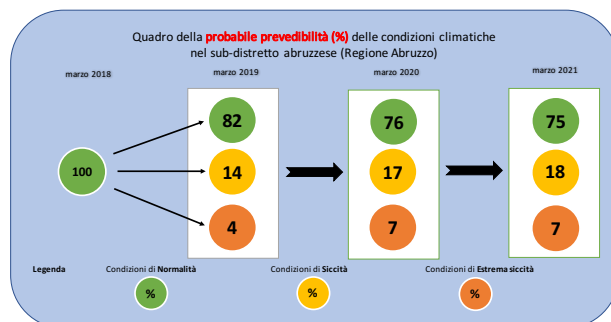 Quadro della probabile prevedibilità (%) delle condizioni climatiche
nel sub-distretto abruzzese (Regione Abruzzo)
marzo 2018 marzo 2019 marzo 2020 marzo 2021
82 76 75
100 14 17 18
4 7 7
Legenda Condizioni di Normalità Condizioni di Siccità Condizioni di Estrema siccità
% % %